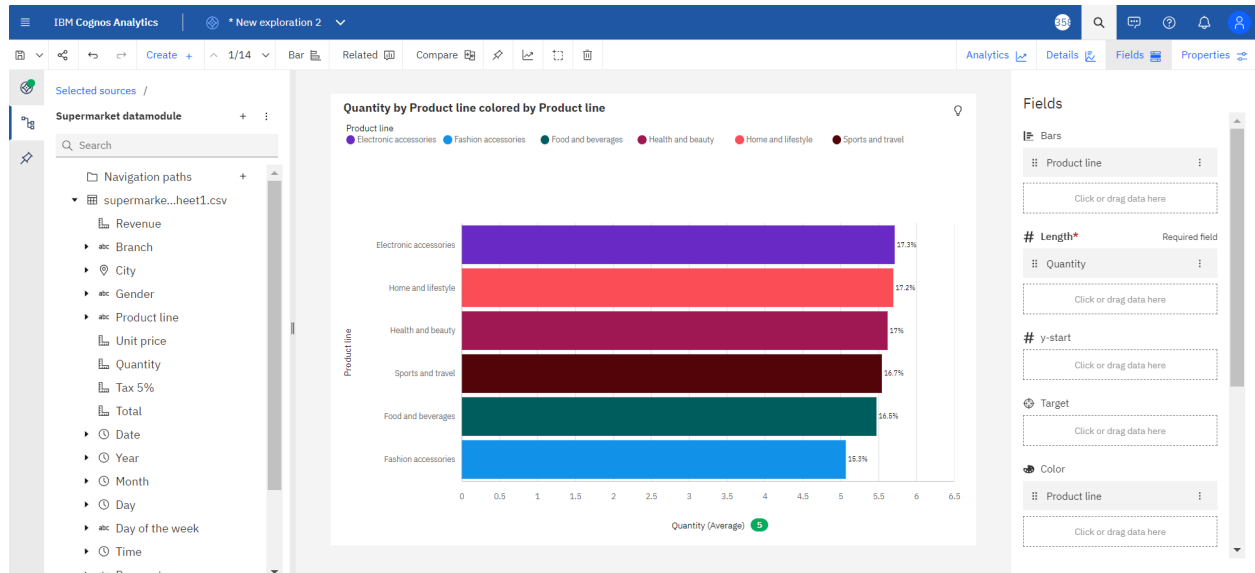 IBM Cognos Analytics
* New exploration 2
Create +
1/14
Bar
Related
Compare
Analytics
Details
Fields
Properties
Selected sources /
Supermarket datamodule
Search
Navigation paths
supermarke...heet1.csv
Revenue
abc Branch
City
abc Gender
abc Product line
Unit price
Quantity
Tax 5%
Total
Date
Year
Month
Day
abc Day of the week
Time
Quantity by Product line colored by Product line
Product line
Electronic accessories Fashion accessories Food and beverages Health and beauty Home and lifestyle Sports and travel
Product line
Electronic accessories 17.3%
Home and lifestyle 17.2%
Health and beauty 17%
Sports and travel 16.7%
Food and beverages 16.5%
Fashion accessories 15.3%
0 0.5 1 1.5 2 2.5 3 3.5 4 4.5 5 5.5 6 6.5
Quantity (Average) 5
Fields
Bars
Product line
Click or drag data here
# Length* Required field
Quantity
Click or drag data here
# y-start
Click or drag data here
Target
Click or drag data here
Color
Product line
Click or drag data here